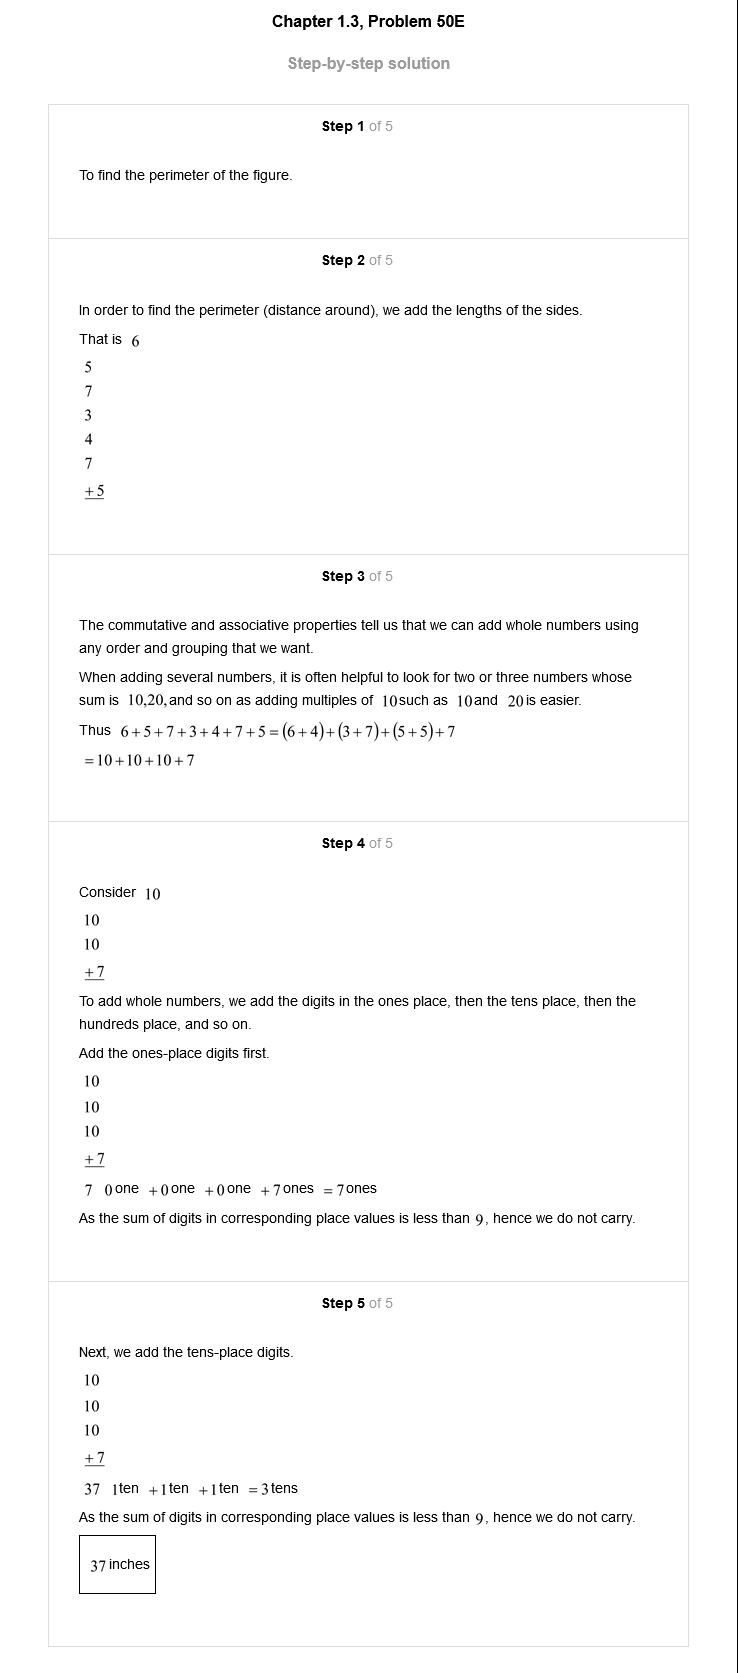 Chapter 1.3, Problem 50E
Step-by-step solution
Step 1 of 5
To find the perimeter of the figure.
Step 2 of 5
In order to find the perimeter (distance around), we add the lengths of the sides.
That is 6
5
7
3
4
7
+5
Step 3 of 5
The commutative and associative properties tell us that we can add whole numbers using
any order and grouping that we want.
When adding several numbers, it is often helpful to look for two or three numbers whose
sum is 10,20, and so on as adding multiples of 10 such as 10 and 20 is easier.
Thus 6+5+7+3+4+7+5=(6+4)+(3+7)+(5+5)+7
=10+10+10+7
Step 4 of 5
Consider 10
10
10
+7
To add whole numbers, we add the digits in the ones place, then the tens place, then the
hundreds place, and so on.
Add the ones-place digits first.
10
10
10
+7
7 0 one +0 one +0 one +7 ones =7 ones
As the sum of digits in corresponding place values is less than 9, hence we do not carry.
Step 5 of 5
Next, we add the tens-place digits.
10
10
10
+7
37 1 ten +1 ten +1 ten =3 tens
As the sum of digits in corresponding place values is less than 9, hence we do not carry.
37 inches